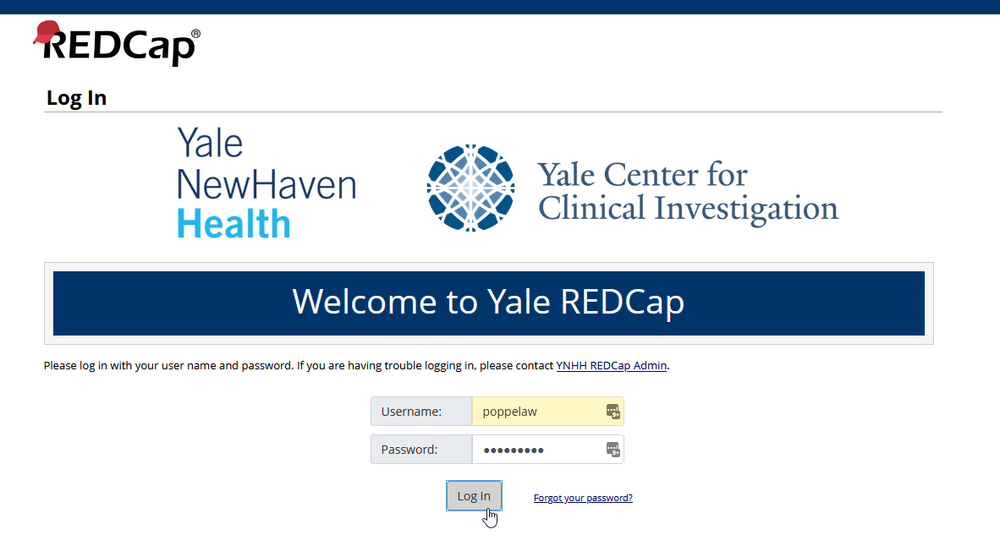 REDCap®
Log In
Yale
NewHaven
Health
Yale Center for
Clinical Investigation
Welcome to Yale REDCap
Please log in with your user name and password. If you are having trouble logging in, please contact YNHH REDCap Admin.
Username: poppelaw
Password: •••••••••
Log In Forgot your password?